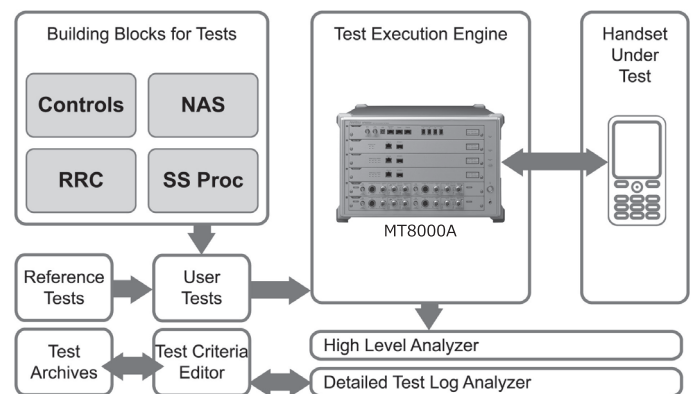 Building Blocks for Tests
Controls
NAS
RRC
SS Proc
Test Execution Engine
MT8000A
Handset
Under
Test
Reference
Tests
User
Tests
Test
Archives
Test Criteria
Editor
High Level Analyzer
Detailed Test Log Analyzer